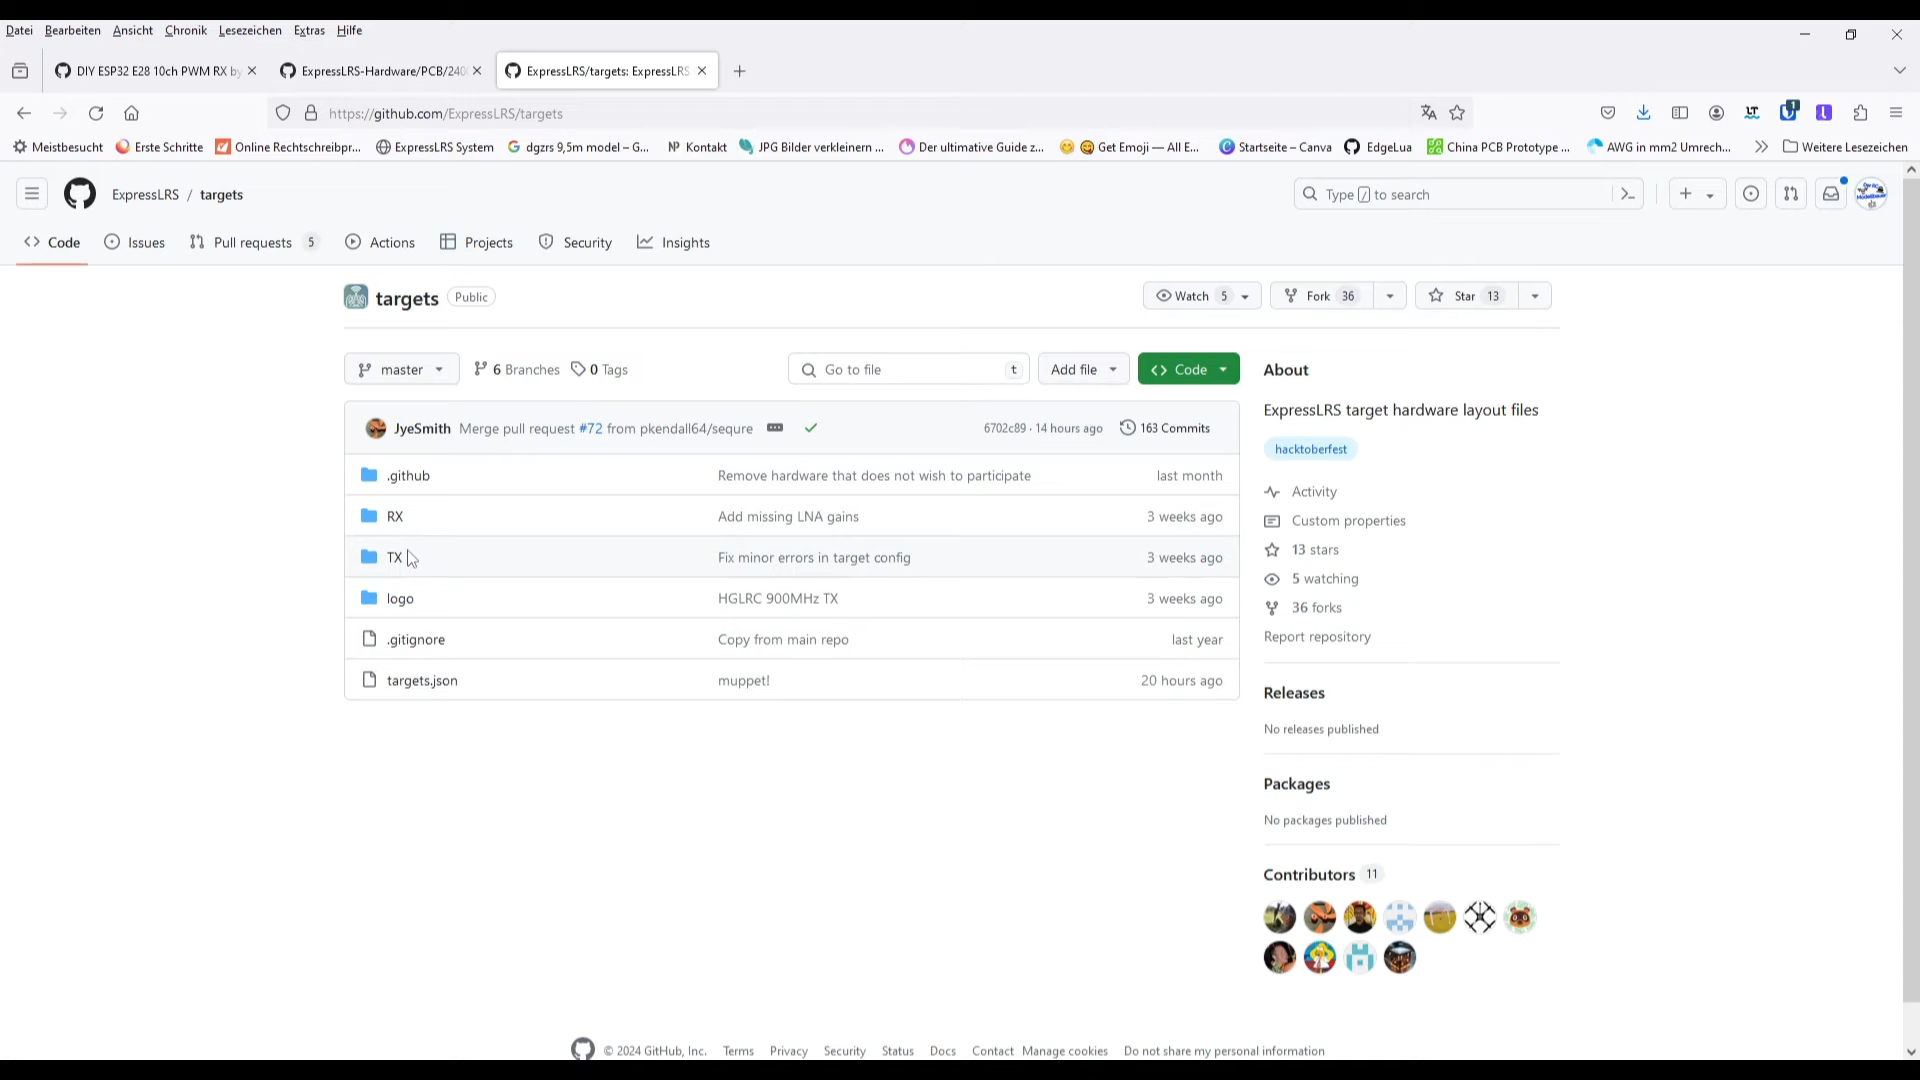 Datei Bearbeiten Ansicht Chronik Lesezeichen Extras Hilfe
DIY ESP32 E28 10ch PWM RX by ExpressLRS-Hardware/PCB/240 ExpressLRS/targets: ExpressLRS
https://github.com/ExpressLRS/targets
Meistbesucht Erste Schritte Online Rechtschreibpr... ExpressLRS System dgzrs 9,5m model – G... Kontakt JPG Bilder verkleinern ... Der ultimative Guide z... Get Emoji — All E... Startseite – Canva EdgeLua China PCB Prototype ... AWG in mm2 Umrech... Weitere Lesezeichen
ExpressLRS / targets Type / to search
Code Issues Pull requests 5 Actions Projects Security Insights
targets Public Watch 5 Fork 36 Star 13
master 6 Branches 0 Tags Go to file t Add file Code
JyeSmith Merge pull request #72 from pkendall64/sequre 6702c89 · 14 hours ago 163 Commits
.github Remove hardware that does not wish to participate last month
RX Add missing LNA gains 3 weeks ago
TX Fix minor errors in target config 3 weeks ago
logo HGLRC 900MHz TX 3 weeks ago
.gitignore Copy from main repo last year
targets.json muppet! 20 hours ago
About
ExpressLRS target hardware layout files
hacktoberfest
Activity
Custom properties
13 stars
5 watching
36 forks
Report repository
Releases
No releases published
Packages
No packages published
Contributors 11
© 2024 GitHub, Inc. Terms Privacy Security Status Docs Contact Manage cookies Do not share my personal information